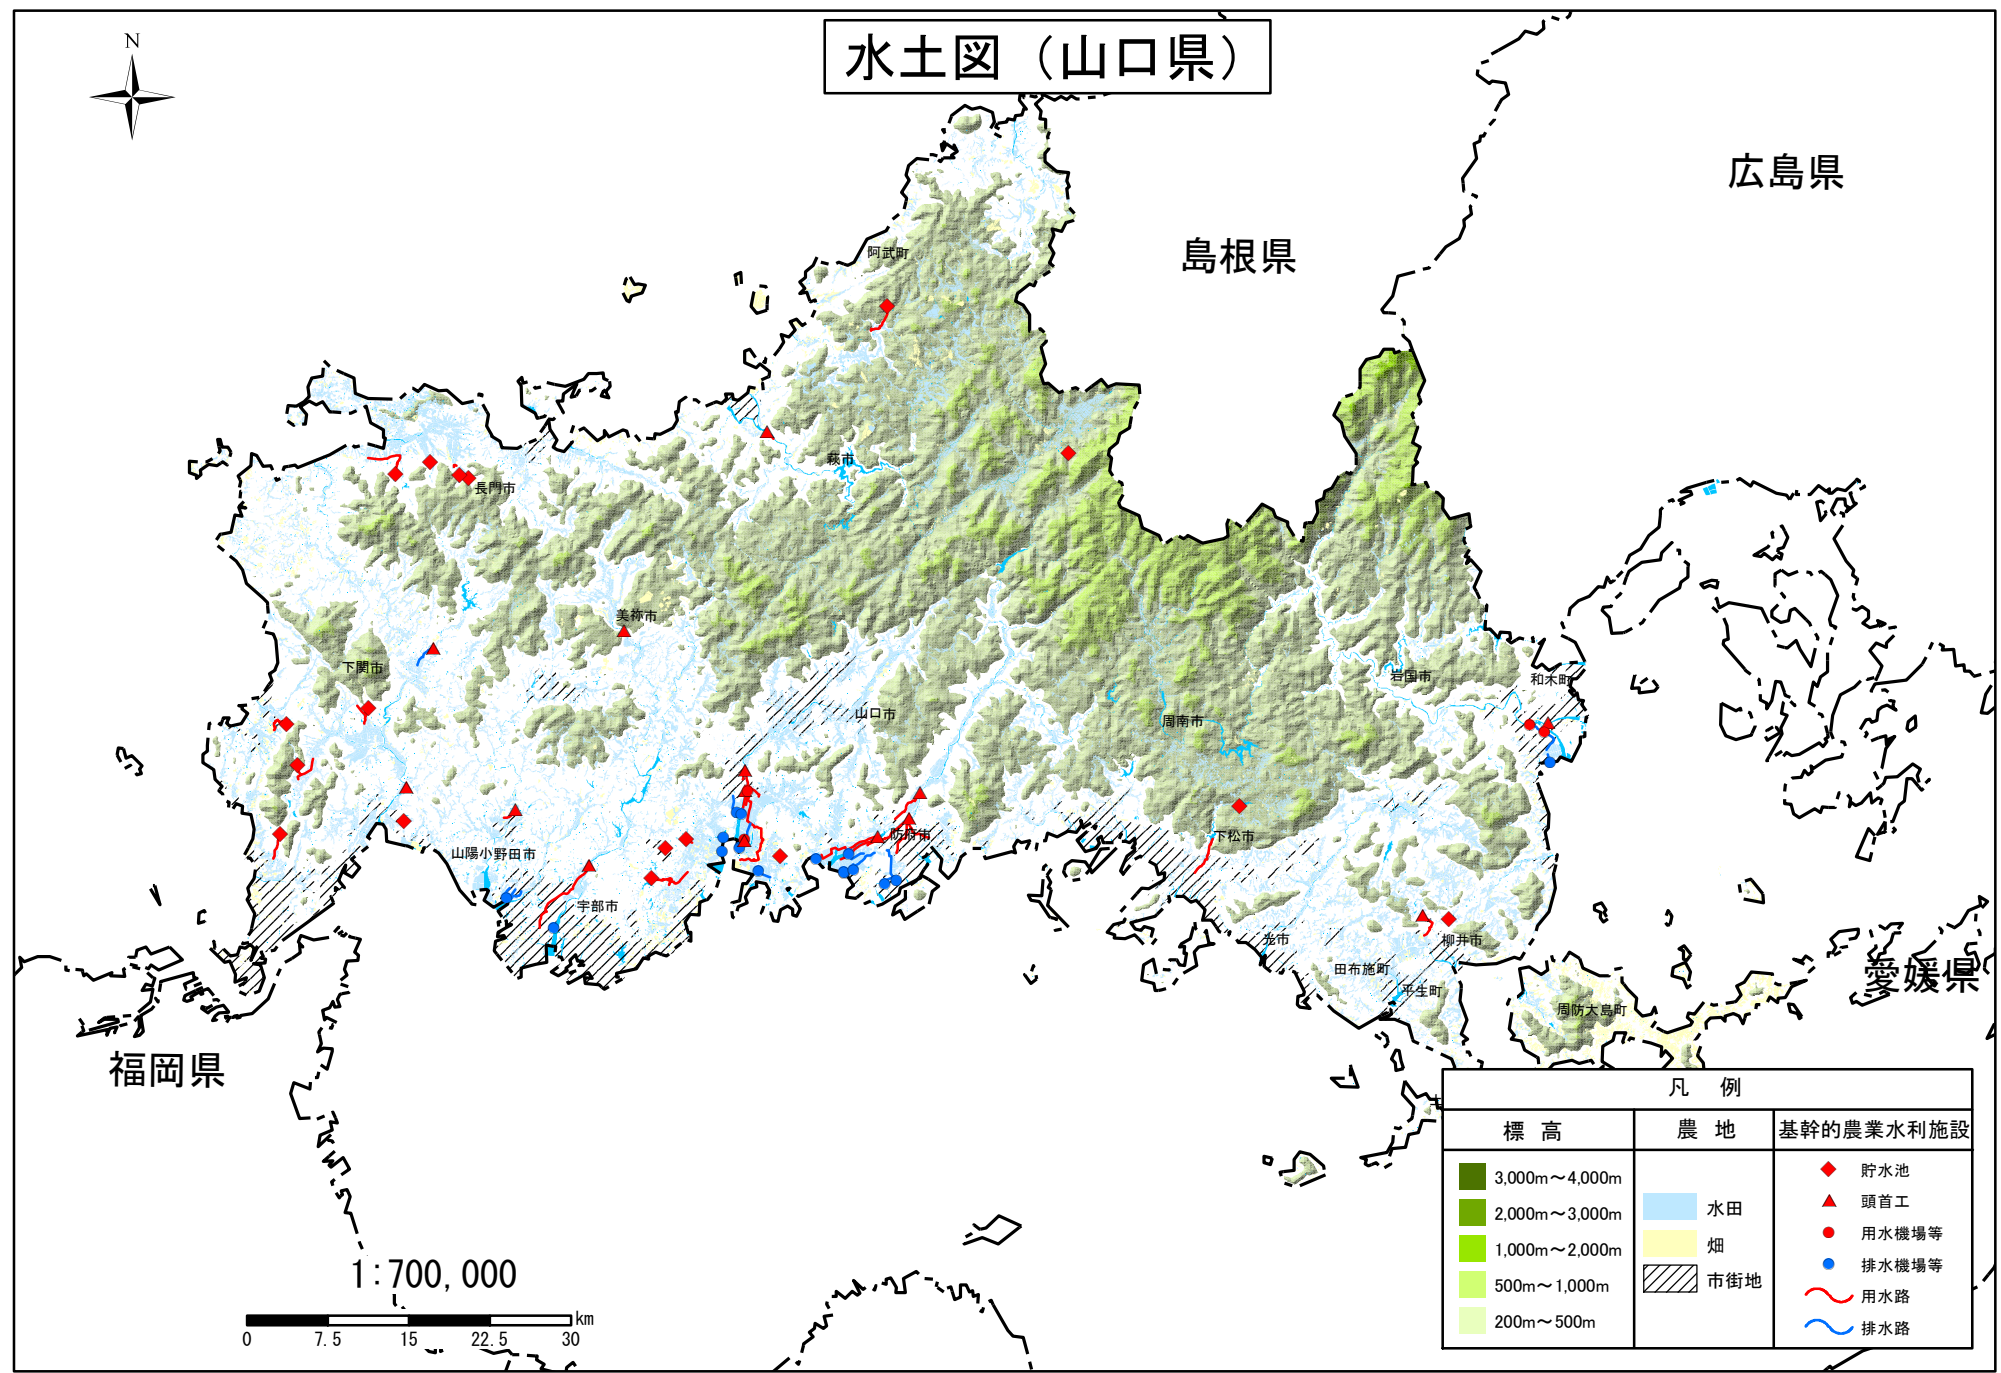 水土図（山口県）
N
広島県
島根県
阿武町
萩市
長門市
美祢市
下関市
岩国市
和木町
山口市
周南市
防府市
下松市
山陽小野田市
宇部市
光市
柳井市
田布施町
平生町
愛媛県
周防大島町
福岡県
1:700,000
km
0 7.5 15 22.5 30
凡 例
標 高
農 地
基幹的農業水利施設
3,000m～4,000m
2,000m～3,000m
1,000m～2,000m
500m～1,000m
200m～500m
水田
畑
市街地
貯水池
頭首工
用水機場等
排水機場等
用水路
排水路